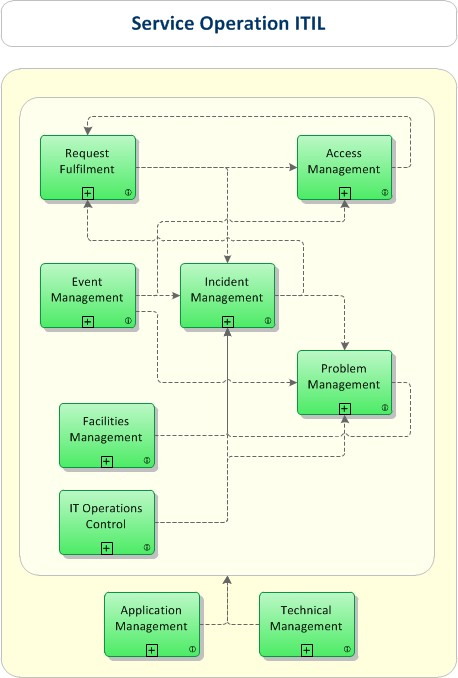 Service Operation ITIL
Request
Fulfilment
Access
Management
Event
Management
Incident
Management
Problem
Management
Facilities
Management
IT Operations
Control
Application
Management
Technical
Management